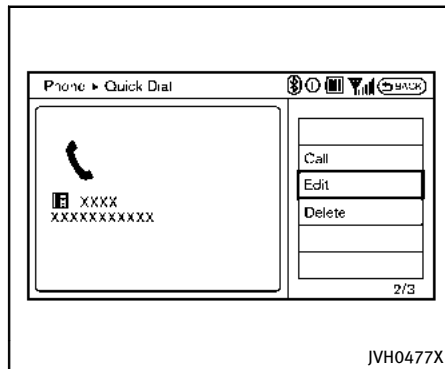 Phone ▸ Quick Dial
BACK
XXXX
XXXXXXXXXXX
Call
Edit
Delete
2/3
JVH0477X